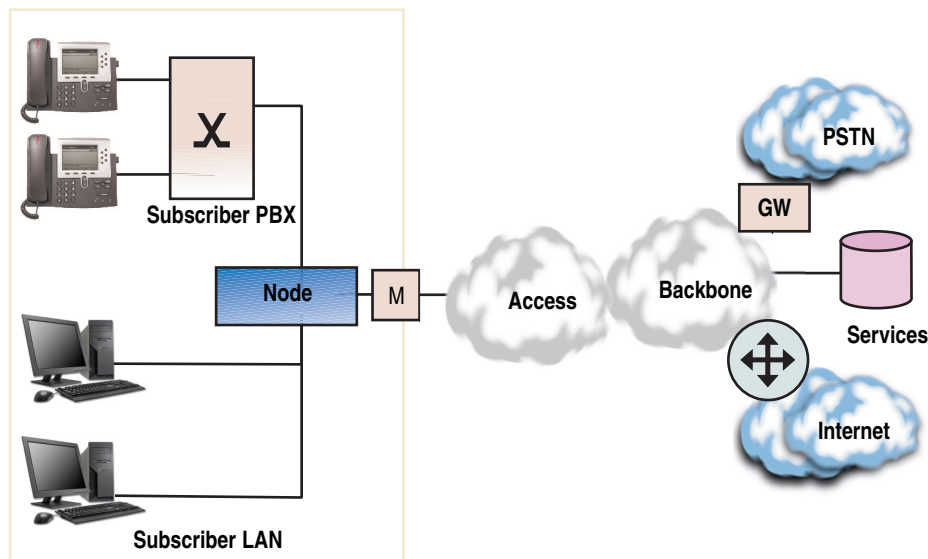 Subscriber PBX
Node
M
Access
Backbone
PSTN
GW
Services
Internet
Subscriber LAN